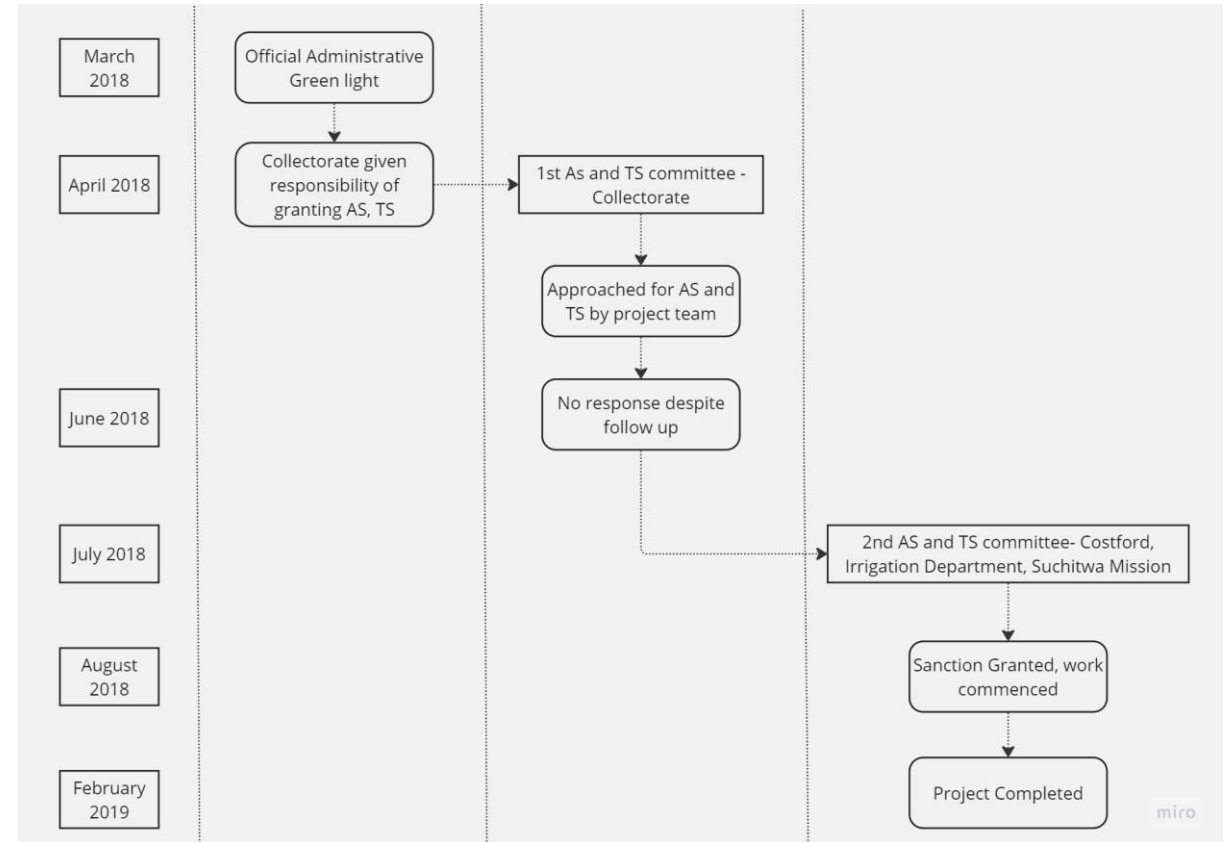 March
2018
Official Administrative
Green light
April 2018
Collectorate given
responsibility of
granting AS, TS
1st As and TS committee -
Collectorate
Approached for AS and
TS by project team
June 2018
No response despite
follow up
July 2018
2nd AS and TS committee- Costford,
Irrigation Department, Suchitwa Mission
August
2018
Sanction Granted, work
commenced
February
2019
Project Completed
miro